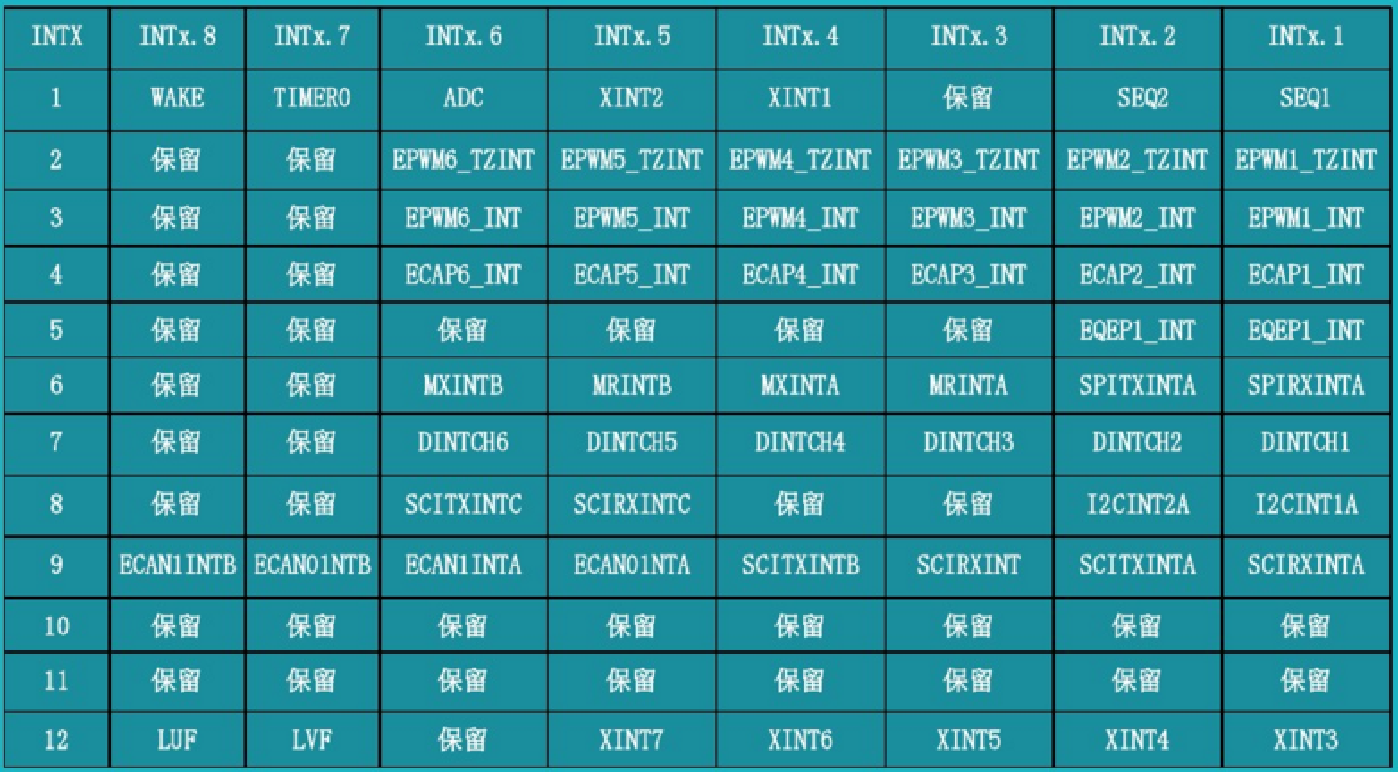 INTX INTx.8 INTx.7 INTx.6 INTx.5 INTx.4 INTx.3 INTx.2 INTx.1
1 WAKE TIMER0 ADC XINT2 XINT1 保留 SEQ2 SEQ1
2 保留 保留 EPWM6_TZINT EPWM5_TZINT EPWM4_TZINT EPWM3_TZINT EPWM2_TZINT EPWM1_TZINT
3 保留 保留 EPWM6_INT EPWM5_INT EPWM4_INT EPWM3_INT EPWM2_INT EPWM1_INT
4 保留 保留 ECAP6_INT ECAP5_INT ECAP4_INT ECAP3_INT ECAP2_INT ECAP1_INT
5 保留 保留 保留 保留 保留 保留 EQEP1_INT EQEP1_INT
6 保留 保留 MXINTB MRINTB MXINTA MRINTA SPITXINTA SPIRXINTA
7 保留 保留 DINTCH6 DINTCH5 DINTCH4 DINTCH3 DINTCH2 DINTCH1
8 保留 保留 SCITXINTC SCIRXINTC 保留 保留 I2CINT2A I2CINT1A
9 ECAN1INTB ECAN01NTB ECAN1INTA ECAN01NTA SCITXINTB SCIRXINT SCITXINTA SCIRXINTA
10 保留 保留 保留 保留 保留 保留 保留 保留
11 保留 保留 保留 保留 保留 保留 保留 保留
12 LUF LVF 保留 XINT7 XINT6 XINT5 XINT4 XINT3